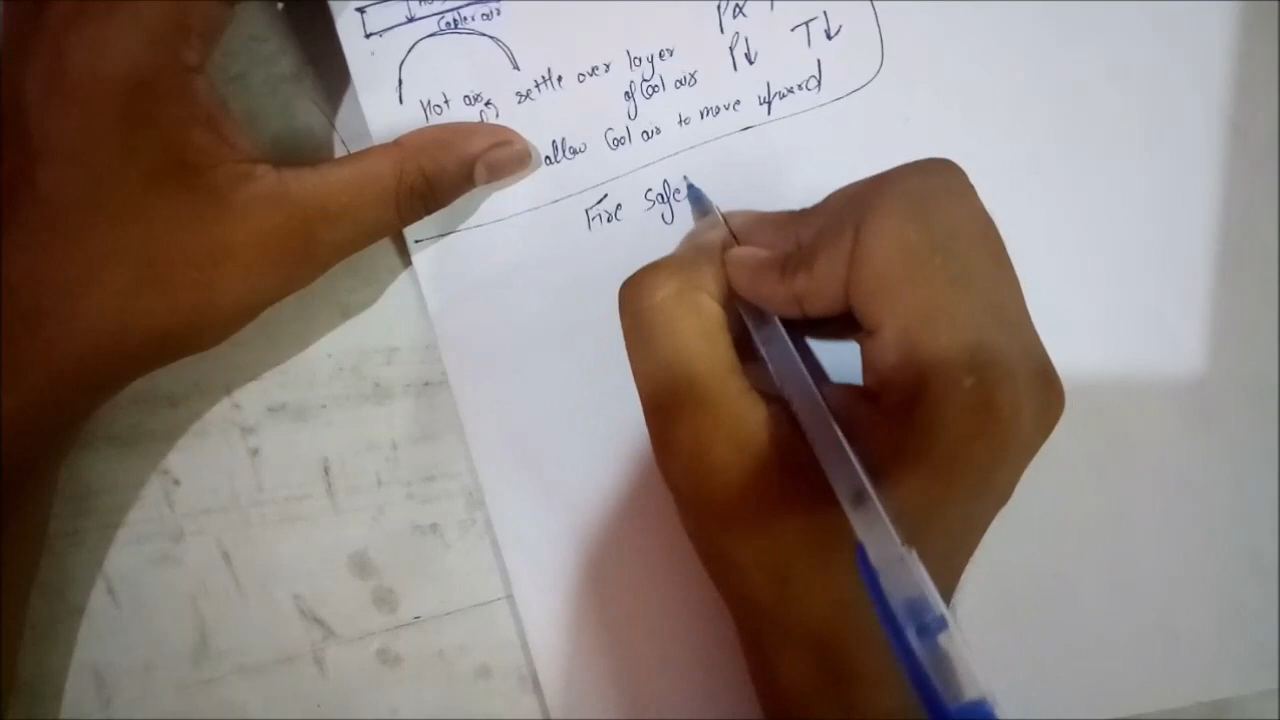 Cooler air
P∝
P↓ T↓
Hot air settle over layer
of Cool air
allow Cool air to move upward
Fire Safe